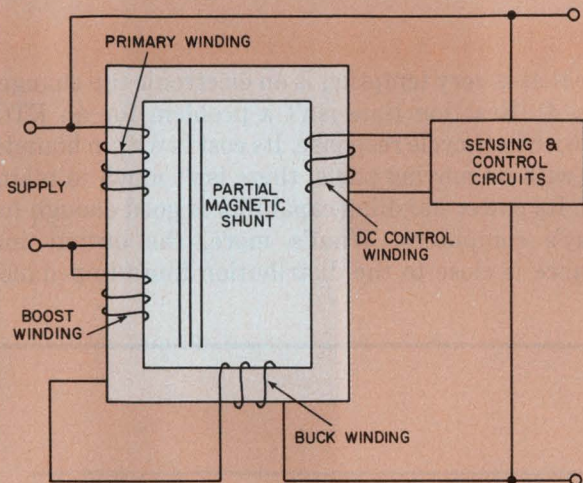 PRIMARY WINDING
SUPPLY
PARTIAL
MAGNETIC
SHUNT
SENSING &
CONTROL
CIRCUITS
DC CONTROL
WINDING
BOOST
WINDING
BUCK WINDING